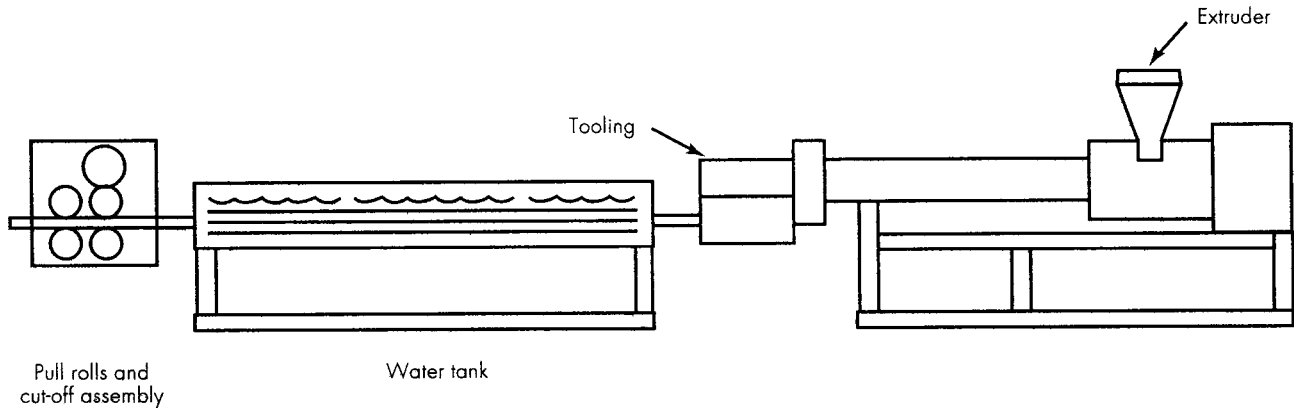 Extruder
Tooling
Water tank
Pull rolls and
cut-off assembly